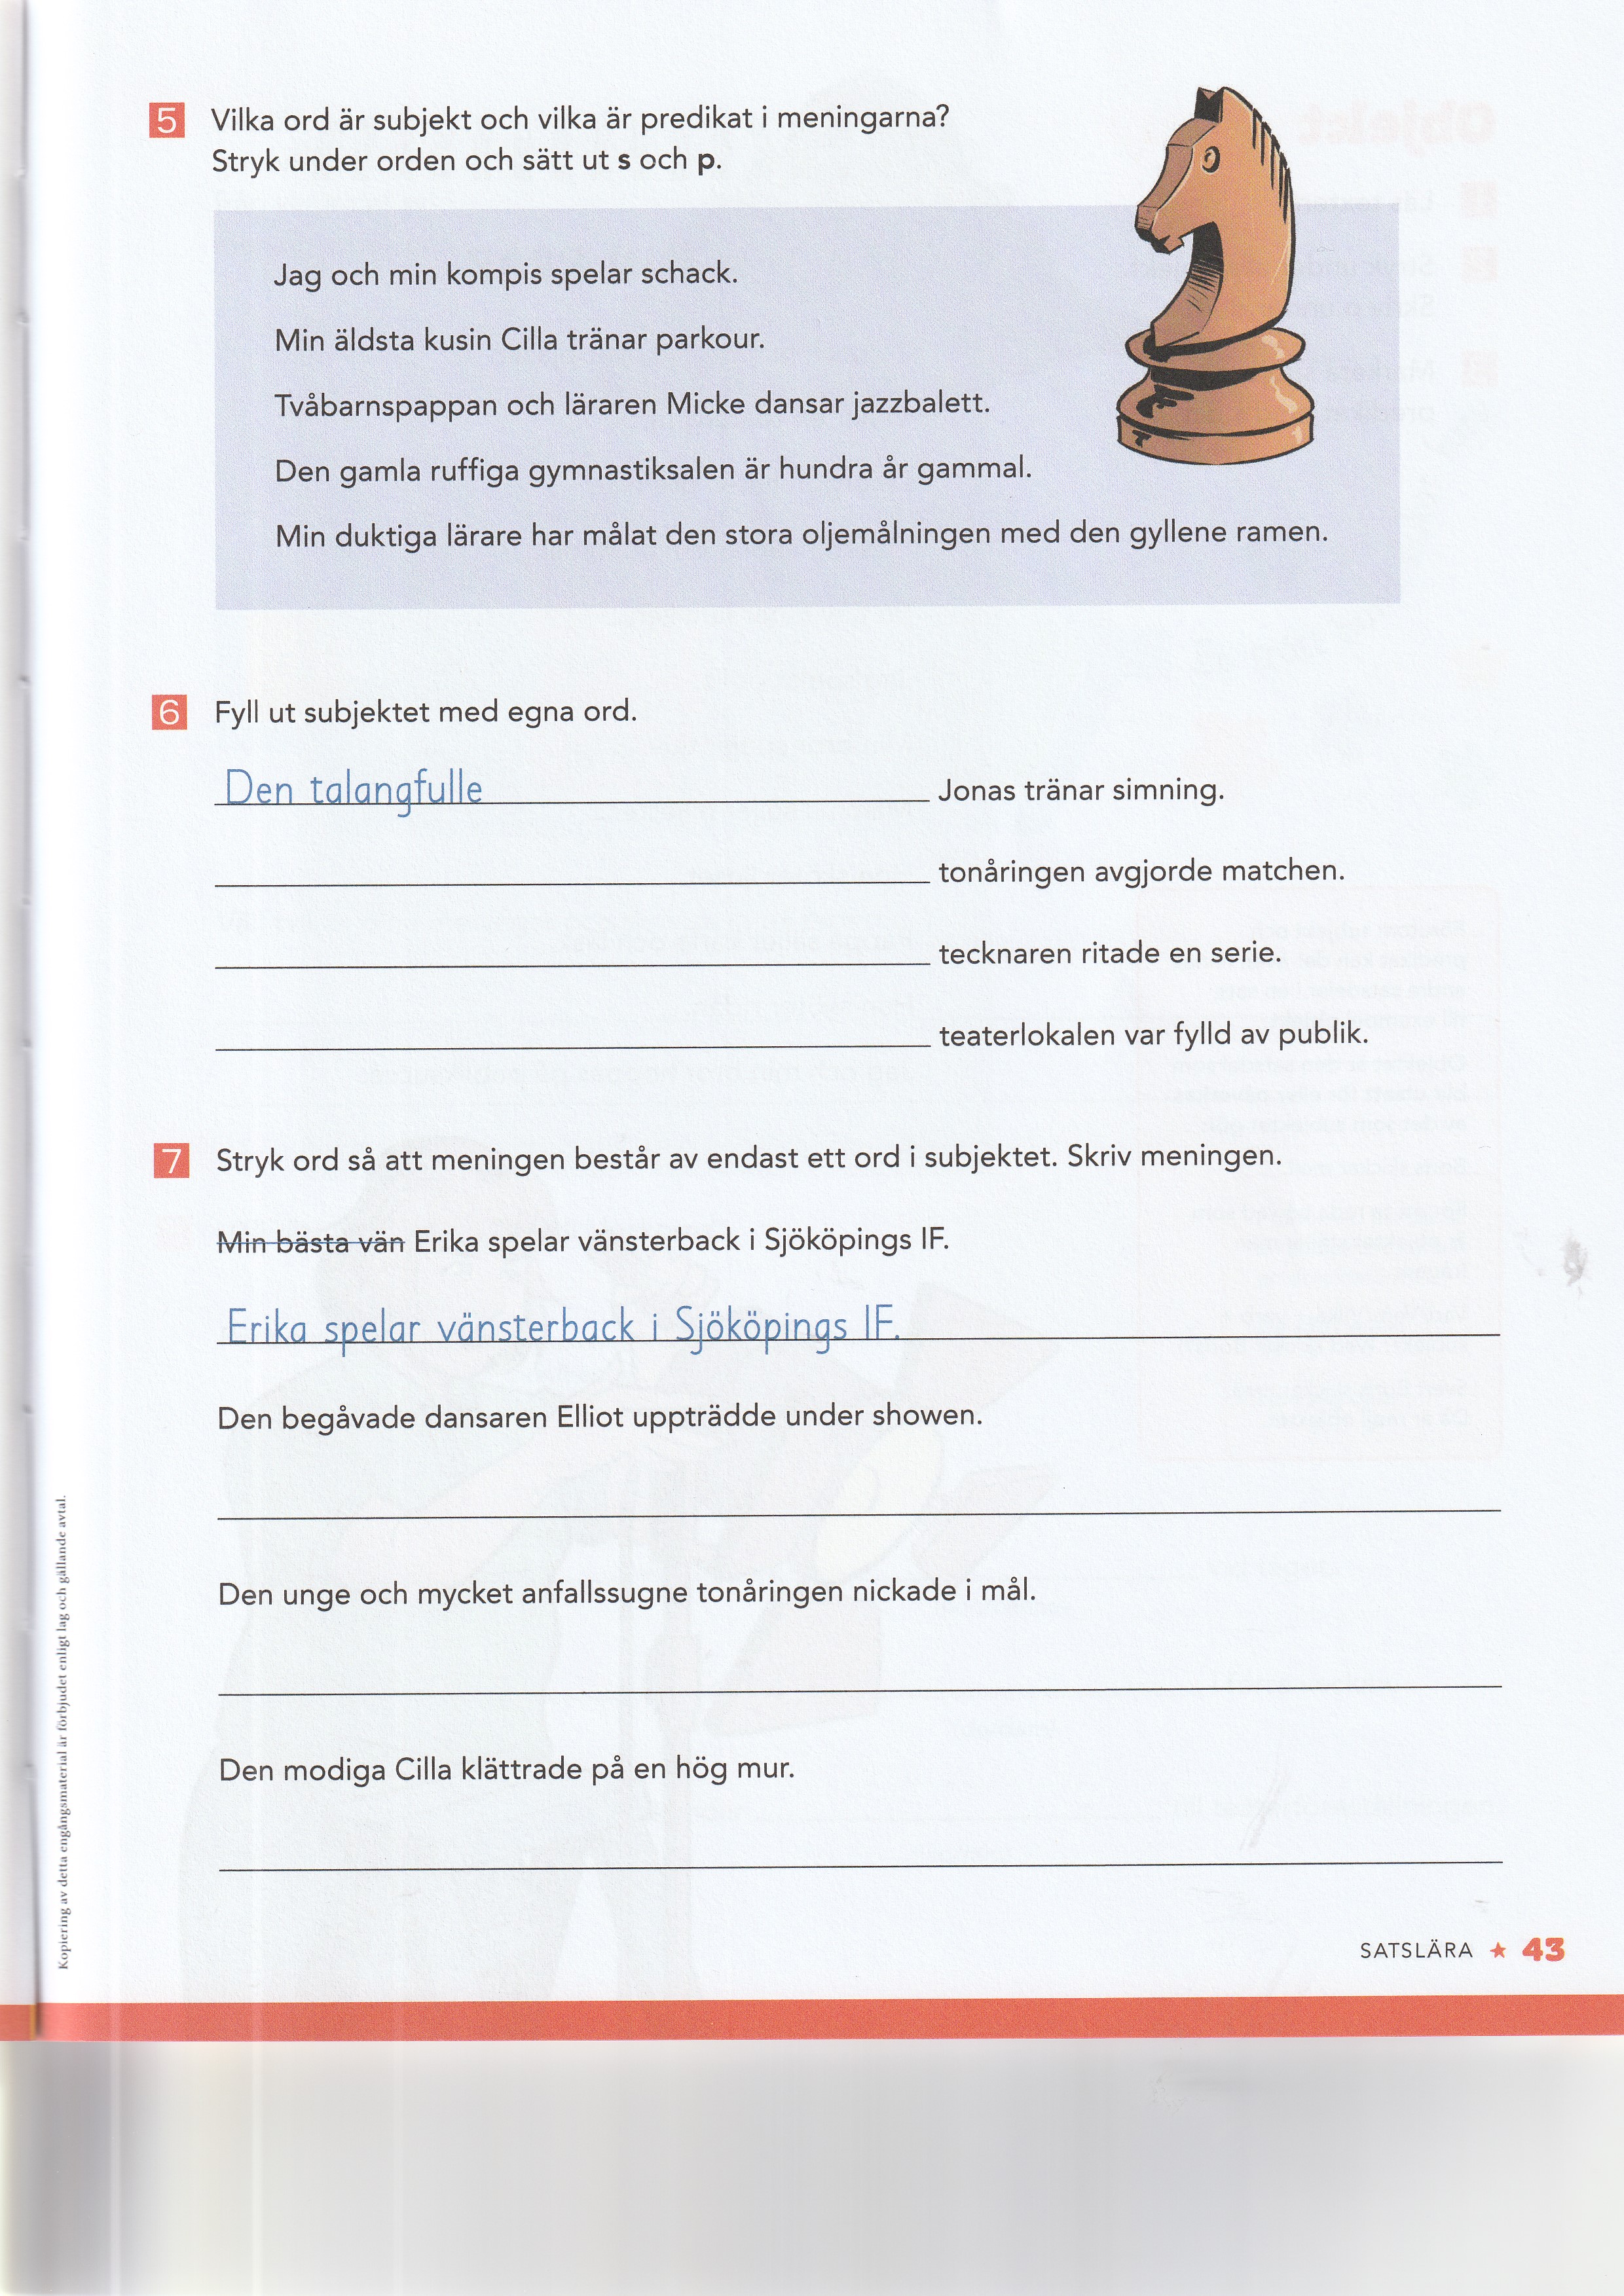 5 Vilka ord är subjekt och vilka är predikat i meningarna?
Stryk under orden och sätt ut s och p.
Jag och min kompis spelar schack.
Min äldsta kusin Cilla tränar parkour.
Tvåbarnspappan och läraren Micke dansar jazzbalett.
Den gamla ruffiga gymnastiksalen är hundra år gammal.
Min duktiga lärare har målat den stora oljemålningen med den gyllene ramen.
6 Fyll ut subjektet med egna ord.
Den talangfulle Jonas tränar simning.
tonåringen avgjorde matchen.
tecknaren ritade en serie.
teaterlokalen var fylld av publik.
7 Stryk ord så att meningen består av endast ett ord i subjektet. Skriv meningen.
Min bästa vän Erika spelar vänsterback i Sjököpings IF.
Erika spelar vänsterback i Sjököpings IF.
Den begåvade dansaren Elliot uppträdde under showen.
Den unge och mycket anfallssugne tonåringen nickade i mål.
Den modiga Cilla klättrade på en hög mur.
Kopiering av detta engångsmaterial är förbjudet enligt lag och gällande avtal.
SATSLÄRA ★ 43